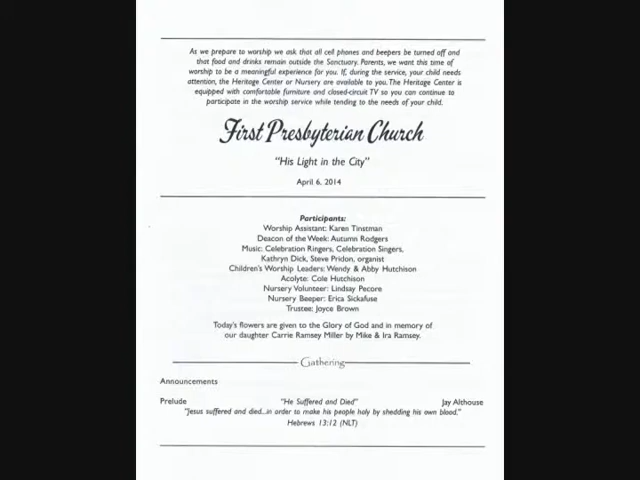 As we prepare to worship we ask that all cell phones and beepers be turned off and
that food and drinks remain outside the Sanctuary. Parents, we want this time of
worship to be a meaningful experience for you. If, during the service, your child needs
attention, the Heritage Center or Nursery are available to you. The Heritage Center is
equipped with comfortable furniture and closed-circuit TV so you can continue to
participate in the worship service while tending to the needs of your child.
First Presbyterian Church
"His Light in the City"
April 6, 2014
Participants:
Worship Assistant: Karen Tinstman
Deacon of the Week: Autumn Rodgers
Music: Celebration Ringers, Celebration Singers,
Kathryn Dick, Steve Pridon, organist
Children's Worship Leaders: Wendy & Abby Hutchison
Acolyte: Cole Hutchison
Nursery Volunteer: Lindsay Pecore
Nursery Beeper: Erica Sickafuse
Trustee: Joyce Brown
Today's flowers are given to the Glory of God and in memory of
our daughter Carrie Ramsey Miller by Mike & Ira Ramsey.
Gathering
Announcements
Prelude "He Suffered and Died" Jay Althouse
"Jesus suffered and died...in order to make his people holy by shedding his own blood."
Hebrews 13:12 (NLT)